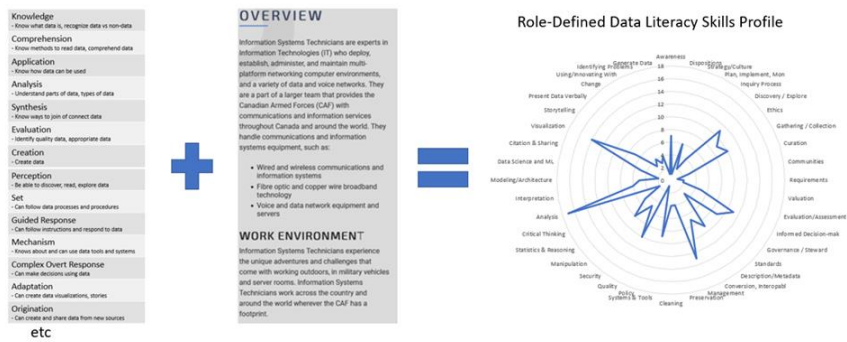 Knowledge
- Know what data is, recognize data vs non-data
Comprehension
- Know methods to read data, comprehend data
Application
- Know how data can be used
Analysis
- Understand parts of data, types of data
Synthesis
- Know ways to join of connect data
Evaluation
- Identify quality data, appropriate data
Creation
- Create data
Perception
- Be able to discover, read, explore data
Set
- Can follow data processes and procedures
Guided Response
- Can follow instructions and respond to data
Mechanism
- Knows about and can use data tools and systems
Complex Overt Response
- Can make decisions using data
Adaptation
- Can create data visualizations, stories
Origination
- Can create and share data from new sources
etc
OVERVIEW
Information Systems Technicians are experts in
Information Technologies (IT) who deploy,
establish, administer, and maintain multi-
platform networking computer environments,
and a variety of data and voice networks. They
are a part of a larger team that provides the
Canadian Armed Forces (CAF) with
communications and information services
throughout Canada and around the world. They
handle communications and information
systems equipment, such as:
• Wired and wireless communications and
information systems
• Fibre optic and copper wire broadband
technology
• Voice and data network equipment and
servers
WORK ENVIRONMENT
Information Systems Technicians experience
the unique adventures and challenges that
come with working outdoors, in military vehicles
and server rooms. Information Systems
Technicians work across the country and
around the world wherever the CAF has a
footprint.
Role-Defined Data Literacy Skills Profile
Awareness
Dispositions
Strategy/Culture
Plan, Implement, Mon
Inquiry Process
Discovery / Explore
Ethics
Gathering / Collection
Curation
Communities
Requirements
Valuation
Evaluation/Assessment
Informed Decision-mak
Governance / Steward
Standards
Description/Metadata
Conversion, Interopabil
Management
Preservation
Cleaning
Systems & Tools
Policy
Quality
Security
Manipulation
Statistics & Reasoning
Critical Thinking
Analysis
Interpretation
Modeling/Architecture
Data Science and ML
Citation & Sharing
Visualization
Storytelling
Present Data Verbally
Change
Using/Innovating With
Identifying Problems
Generate Data
18
16
14
12
10
8
6
4
2
0